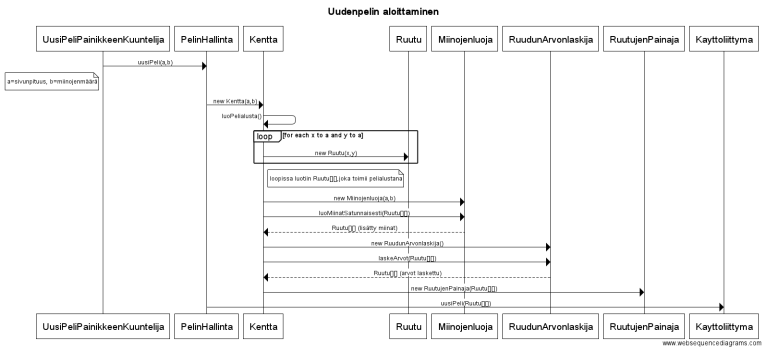 Uudenpelin aloittaminen
UusiPeliPainikkeenKuuntelija PelinHallinta Kentta Ruutu Miinojenluoja RuudunArvonlaskija RuutujenPainaja Kayttoliittyma
uusiPeli(a,b)
a=sivunpituus, b=miinojenmäärä
new Kentta(a,b)
luoPelialusta()
loop [for each x to a and y to a]
new Ruutu(x,y)
loopissa luotiin Ruutu[][],joka toimii pelialustana
new Miinojenluoja(a,b)
luoMiinatSatunnaisesti(Ruutu[][])
Ruutu[][] (lisätty miinat)
new RuudunArvonlaskija()
laskeArvot(Ruutu[][])
Ruutu[][] (arvot laskettu)
new RuutujenPainaja(Ruutu[][])
uusiPeli(Ruutu[][])
UusiPeliPainikkeenKuuntelija PelinHallinta Kentta Ruutu Miinojenluoja RuudunArvonlaskija RuutujenPainaja Kayttoliittyma
www.websequencediagrams.com